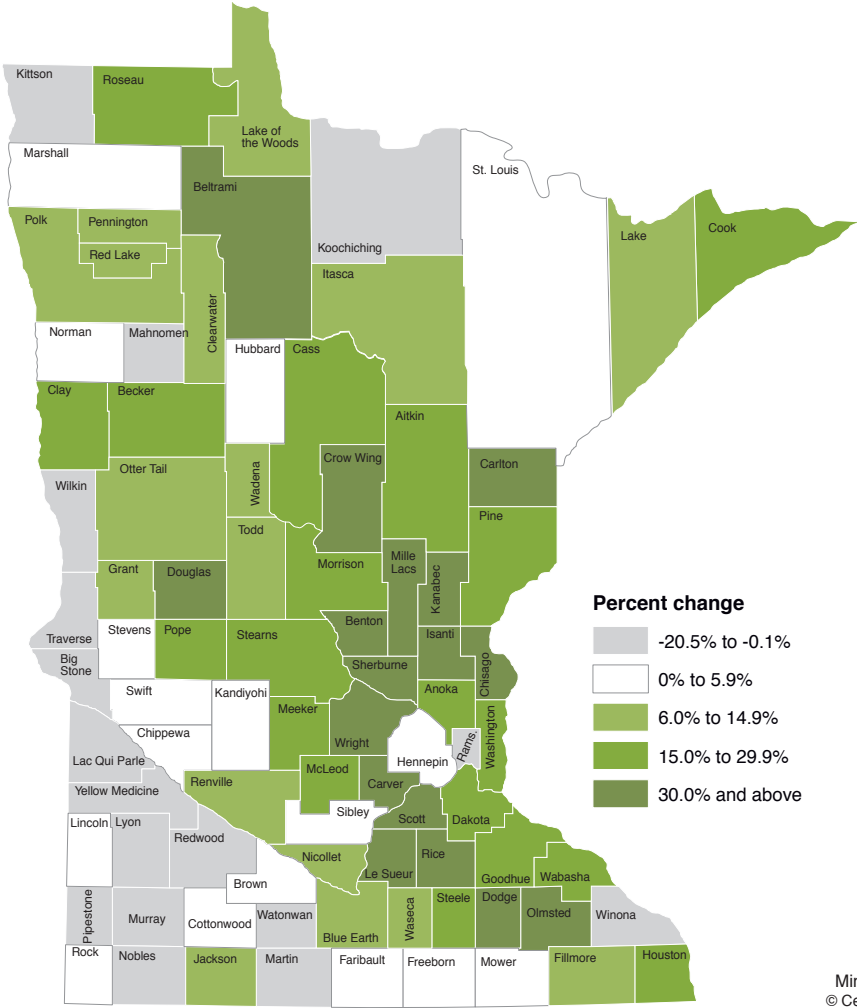 Kittson
Roseau
Lake of
the Woods
Marshall
Beltrami
St. Louis
Polk
Pennington
Koochiching
Lake
Cook
Red Lake
Itasca
Clearwater
Norman
Mahnomen
Hubbard
Cass
Clay
Becker
Aitkin
Otter Tail
Wadena
Crow Wing
Carlton
Wilkin
Pine
Todd
Grant
Douglas
Morrison
Mille
Lacs
Kanabec
Percent change
-20.5% to -0.1%
0% to 5.9%
6.0% to 14.9%
15.0% to 29.9%
30.0% and above
Traverse
Stevens
Pope
Stearns
Benton
Isanti
Big
Stone
Sherburne
Chisago
Swift
Kandiyohi
Anoka
Meeker
Chippewa
Wright
Hennepin
Rams.
Washington
Lac Qui Parle
Renville
McLeod
Carver
Yellow Medicine
Sibley
Scott
Dakota
Lincoln
Lyon
Redwood
Nicollet
Le Sueur
Rice
Goodhue
Wabasha
Brown
Pipestone
Murray
Cottonwood
Watonwan
Blue Earth
Waseca
Steele
Dodge
Olmsted
Winona
Rock
Nobles
Jackson
Martin
Faribault
Freeborn
Mower
Fillmore
Houston
Mir
© Ce